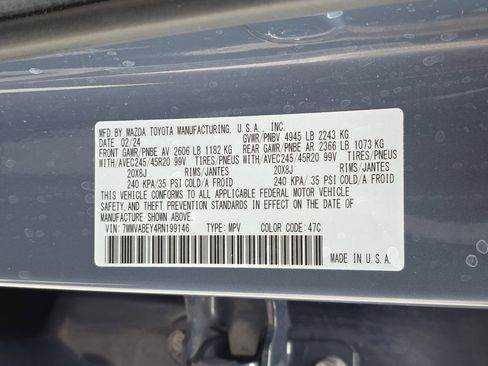 MFD. BY MAZDA TOYOTA MANUFACTURING. U.S.A., INC.
DATE 02/24 GVWR/PNBV 4945 LB 2243 KG
FRONT GAWR/PNBE AV 2606 LB 1182 KG REAR GAWR/PNBE AR 2366 LB 1073 KG
WITH/AVEC245/45R20 99V TIRES/PNEUS WITH/AVEC245/45R20 99V TIRES/PNEUS
20X8J RIMS/JANTES 20X8J RIMS/JANTES
240 KPA/ 35 PSI COLD/A FROID 240 KPA/ 35 PSI COLD/A FROID
THIS VEHICLE CONFORMS TO ALL APPLICABLE FEDERAL MOTOR VEHICLE
SAFETY,AND THEFT PREVENTION STANDARDS IN EFFECT ON THE DATE OF
MANUFACTURE SHOWN ABOVE.
VIN: 7MMVABEY4RN199146 TYPE: MPV COLOR CODE: 47C
MADE IN U.S.A.